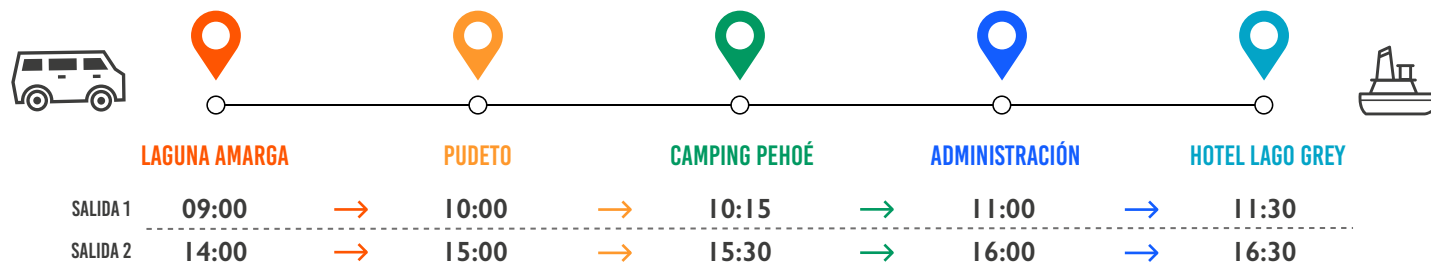 LAGUNA AMARGA PUDETO CAMPING PEHOÉ ADMINISTRACIÓN HOTEL LAGO GREY
SALIDA 1 09:00 → 10:00 → 10:15 → 11:00 → 11:30
SALIDA 2 14:00 → 15:00 → 15:30 → 16:00 → 16:30